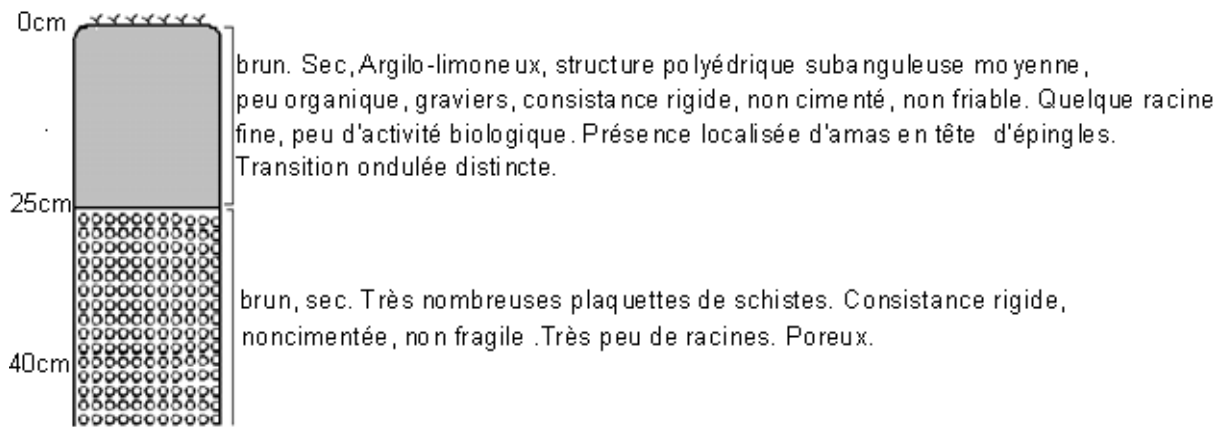 0cm
brun. Sec, Argilo-limoneux, structure polyédrique subanguleuse moyenne,
peu organique, graviers, consistance rigide, non cimenté, non friable. Quelque racine
fine, peu d'activité biologique. Présence localisée d'amas en tête d'épingles.
Transition ondulée distincte.
25cm
brun, sec. Très nombreuses plaquettes de schistes. Consistance rigide,
noncimentée, non fragile .Très peu de racines. Poreux.
40cm